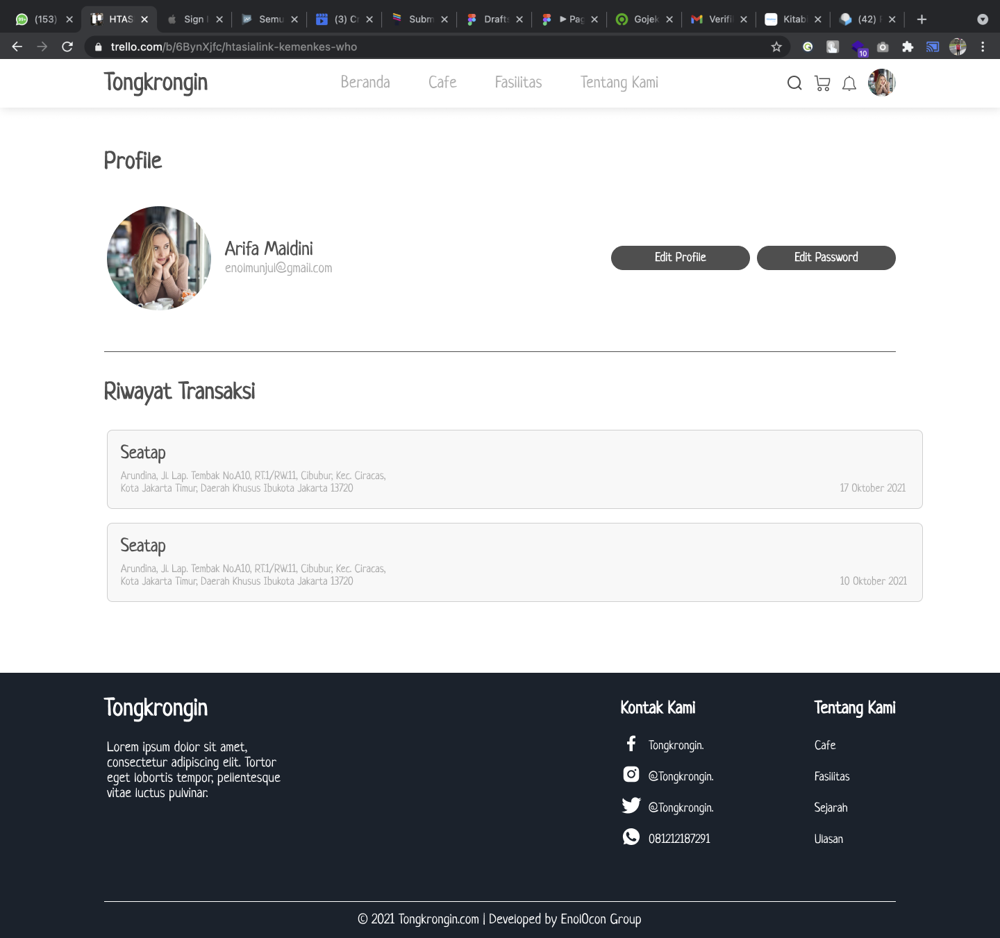 (153)
HTAS
Sign
Semu
(3) Cr
Subm
Drafts
Pag
Gojek
Verifi
Kitabi
(42)
trello.com/b/6BynXjfc/htasialink-kemenkes-who
10
Tongkrongin
Beranda
Cafe
Fasilitas
Tentang Kami
Profile
Arifa Maldini
enolmunjul@gmail.com
Edit Profile
Edit Password
Riwayat Transaksi
Seatap
Arundina, Jl. Lap. Tembak No.A10, RT.1/RW.11, Cibubur, Kec. Ciracas,
Kota Jakarta Timur, Daerah Khusus Ibukota Jakarta 13720
17 Oktober 2021
Seatap
Arundina, Jl. Lap. Tembak No.A10, RT.1/RW.11, Cibubur, Kec. Ciracas,
Kota Jakarta Timur, Daerah Khusus Ibukota Jakarta 13720
10 Oktober 2021
Tongkrongin
Lorem ipsum dolor sit amet,
consectetur adipiscing elit. Tortor
eget lobortis tempor, pellentesque
vitae luctus pulvinar.
Kontak Kami
Tongkrongin.
@Tongkrongin.
@Tongkrongin.
081212187291
Tentang Kami
Cafe
Fasilitas
Sejarah
Ulasan
© 2021 Tongkrongin.com | Developed by EnolOcon Group